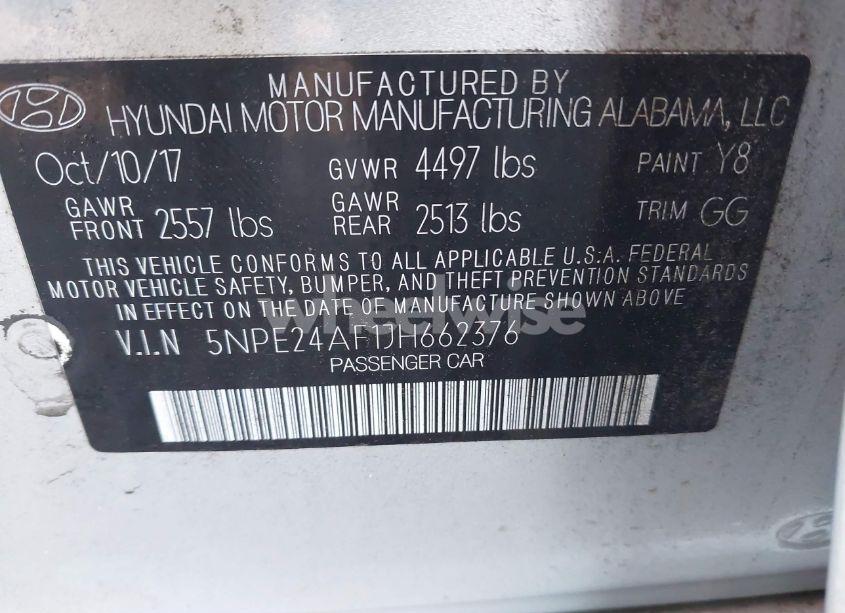 MANUFACTURED BY
HYUNDAI MOTOR MANUFACTURING ALABAMA, LLC
Oct/10/17 GVWR 4497 lbs PAINT Y8
GAWR FRONT 2557 lbs GAWR REAR 2513 lbs TRIM GG
THIS VEHICLE CONFORMS TO ALL APPLICABLE U.S.A. FEDERAL
MOTOR VEHICLE SAFETY, BUMPER, AND THEFT PREVENTION STANDARDS
IN EFFECT ON THE DATE OF MANUFACTURE SHOWN ABOVE
wheelwise
V.I.N 5NPE24AF1JH662376
PASSENGER CAR